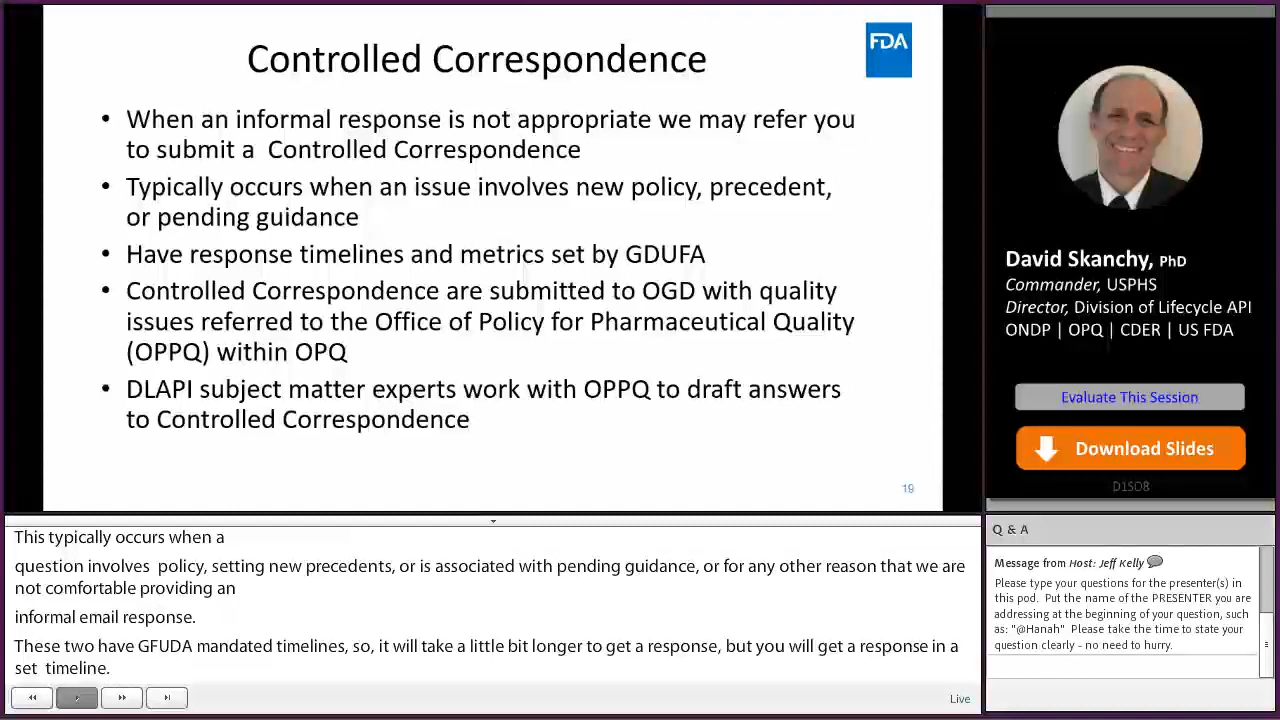 Controlled Correspondence
FDA
• When an informal response is not appropriate we may refer you
to submit a  Controlled Correspondence
• Typically occurs when an issue involves new policy, precedent,
or pending guidance
• Have response timelines and metrics set by GDUFA
• Controlled Correspondence are submitted to OGD with quality
issues referred to the Office of Policy for Pharmaceutical Quality
(OPPQ) within OPQ
• DLAPI subject matter experts work with OPPQ to draft answers
to Controlled Correspondence
19
David Skanchy, PhD
Commander, USPHS
Director, Division of Lifecycle API
ONDP | OPQ | CDER | US FDA
Evaluate This Session
Download Slides
D1S08
This typically occurs when a
question involves  policy, setting new precedents, or is associated with pending guidance, or for any other reason that we are
not comfortable providing an
informal email response.
These two have GFUDA mandated timelines, so, it will take a little bit longer to get a response, but you will get a response in a
set  timeline.
Live
Q & A
Message from Host: Jeff Kelly
Please type your questions for the presenter(s) in
this pod.  Put the name of the PRESENTER you are
addressing at the beginning of your question, such
as: "@Hanah"  Please take the time to state your
question clearly - no need to hurry.